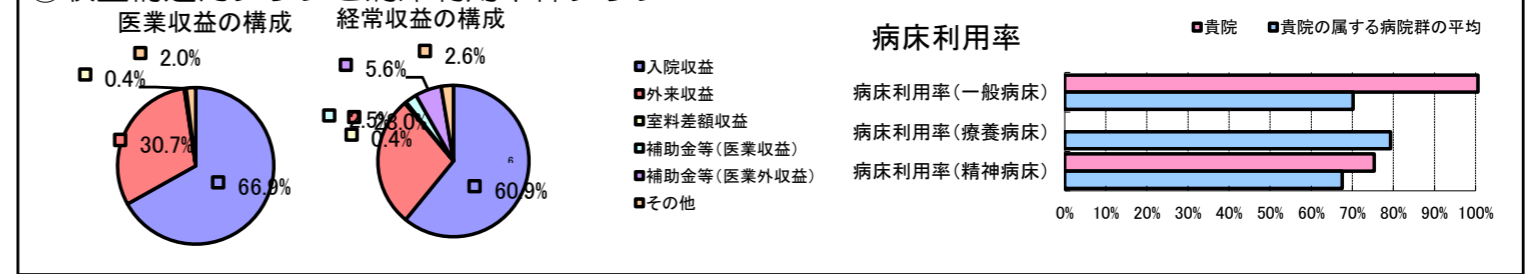 医業収益の構成
2.0%
0.4%
30.7%
66.9%
経常収益の構成
2.6%
5.6%
2.5%
28.0%
0.4%
60.9%
入院収益
外来収益
室料差額収益
補助金等(医業収益)
補助金等(医業外収益)
その他
病床利用率
貴院 貴院の属する病院群の平均
病床利用率(一般病床)
病床利用率(療養病床)
病床利用率(精神病床)
0% 10% 20% 30% 40% 50% 60% 70% 80% 90% 100%